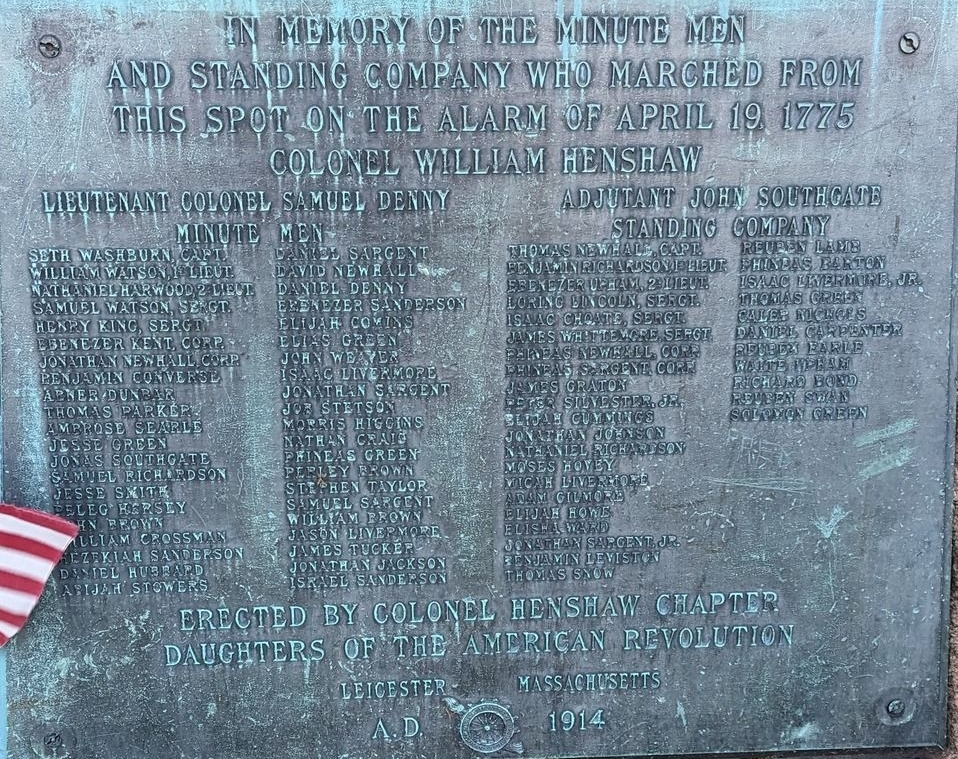 IN MEMORY OF THE MINUTE MEN
AND STANDING COMPANY WHO MARCHED FROM
THIS SPOT ON THE ALARM OF APRIL 19, 1775
COLONEL WILLIAM HENSHAW
LIEUTENANT COLONEL SAMUEL DENNY
MINUTE MEN
SETH WASHBURN, CAPT.
WILLIAM WATSON, 1ST LIEUT.
NATHANIEL HARWOOD, 2 LIEUT.
SAMUEL WATSON, SERGT.
HENRY KING, SERGT.
EBENEZER KENT, CORP.
JONATHAN NEWHALL, CORP.
BENJAMIN CONVERSE
ABNER DUNBAR
THOMAS PARKER
AMBROSE SEARLE
JESSE GREEN
JONAS SOUTHGATE
SAMUEL RICHARDSON
JESSE SMITH
PELEG HERSEY
HN BROWN
WILLIAM CROSSMAN
EZEKIAH SANDERSON
DANIEL HUBBARD
ABIJAH STOWERS
DANIEL SARGENT
DAVID NEWHALL
DANIEL DENNY
EBENEZER SANDERSON
ELIJAH COMINS
ELIAS GREEN
JOHN WEAVER
ISAAC LIVERMORE
JONATHAN SARGENT
JOB STETSON
MORRIS HIGGINS
NATHAN CRAIG
PHINEAS GREEN
PERLEY BROWN
STEPHEN TAYLOR
SAMUEL SARGENT
WILLIAM BROWN
JASON LIVERMORE
JAMES TUCKER
JONATHAN JACKSON
ISRAEL SANDERSON
ADJUTANT JOHN SOUTHGATE
STANDING COMPANY
THOMAS NEWHALL, CAPT.
BENJAMIN RICHARDSON, 1ST LIEUT.
EBENEZER UPHAM, 2 LIEUT.
LORING LINCOLN, SERGT.
ISAAC CHOATE, SERGT.
JAMES WHITTEMORE, SERGT.
PHINEAS NEWHALL, CORP.
PHINEAS SARGENT, CORP.
JAMES GRATON
PETER SILVESTER, JR.
ELIJAH CUMMINGS
JONATHAN JOHNSON
NATHANIEL RICHARDSON
MOSES HOVEY
MICAH LIVERMORE
ADAM GILMORE
ELIJAH HOWE
ELISHA WARD
JONATHAN SARGENT, JR.
BENJAMIN LEVISTON
THOMAS SNOW
REUBEN LAMB
PHINEAS BARTON
ISAAC LIVERMORE, JR.
THOMAS GREEN
CALEB NICHOLS
DANIEL CARPENTER
REUBEN EARLE
WAITE UPHAM
RICHARD BOND
REUBEN SWAN
SOLOMON GREEN
ERECTED BY COLONEL HENSHAW CHAPTER
DAUGHTERS OF THE AMERICAN REVOLUTION
LEICESTER MASSACHUSETTS
A.D. 1914